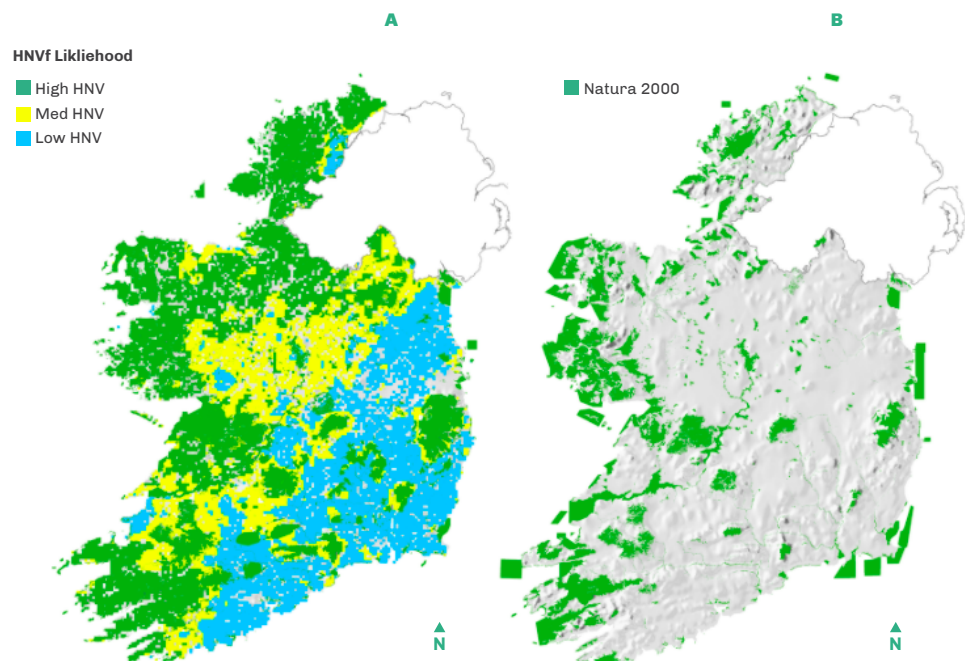 A
B
HNVf Likliehood
High HNV
Med HNV
Low HNV
Natura 2000
N
N